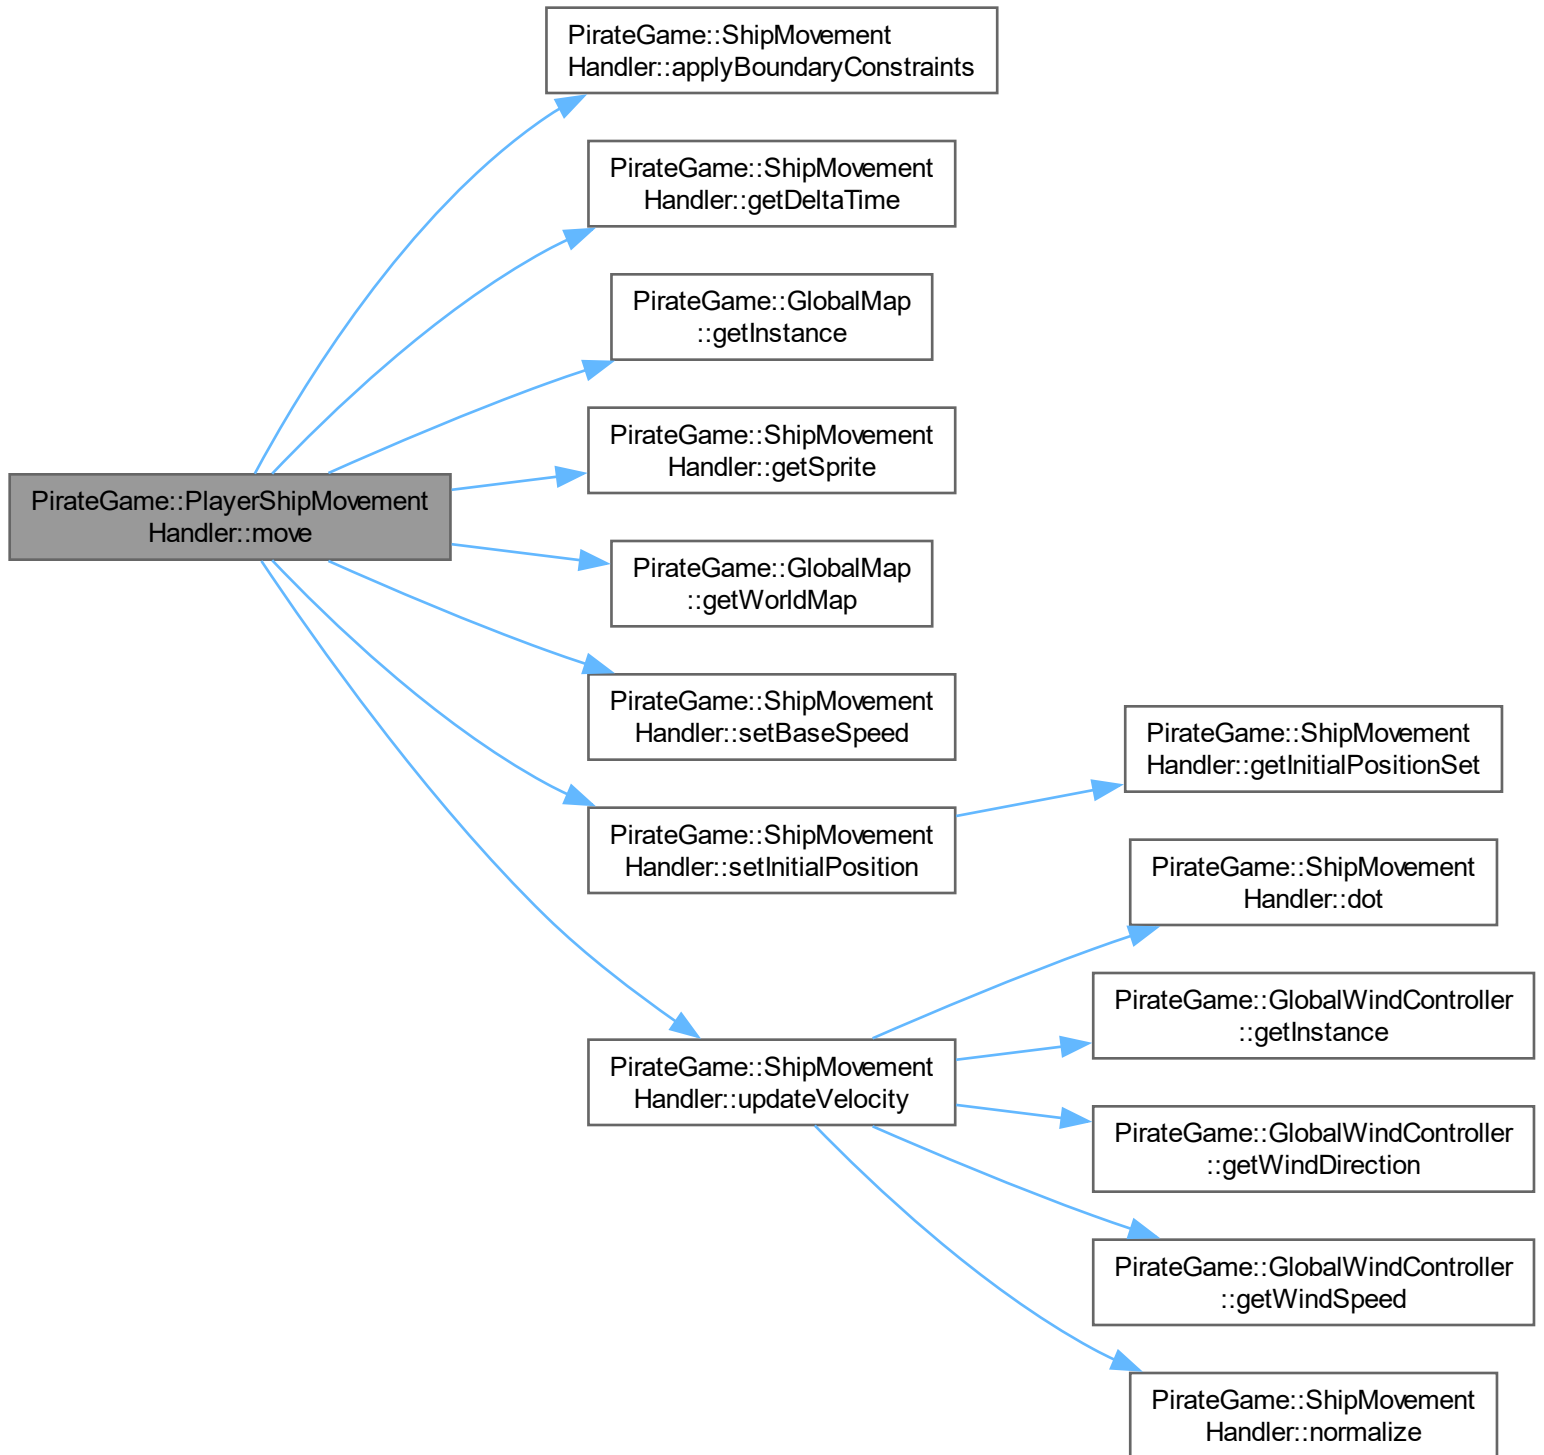 PirateGame::ShipMovement
Handler::applyBoundaryConstraints
PirateGame::ShipMovement
Handler::getDeltaTime
PirateGame::GlobalMap
::getInstance
PirateGame::ShipMovement
Handler::getSprite
PirateGame::PlayerShipMovement
Handler::move
PirateGame::GlobalMap
::getWorldMap
PirateGame::ShipMovement
Handler::setBaseSpeed
PirateGame::ShipMovement
Handler::getInitialPositionSet
PirateGame::ShipMovement
Handler::setInitialPosition
PirateGame::ShipMovement
Handler::dot
PirateGame::GlobalWindController
::getInstance
PirateGame::ShipMovement
Handler::updateVelocity
PirateGame::GlobalWindController
::getWindDirection
PirateGame::GlobalWindController
::getWindSpeed
PirateGame::ShipMovement
Handler::normalize